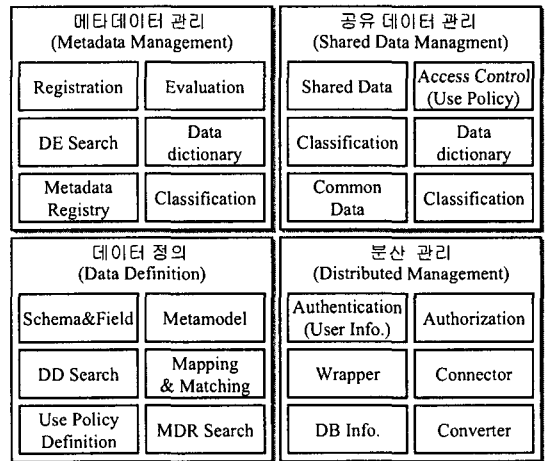 메타데이터 관리
(Metadata Management)
Registration
Evaluation
DE Search
Data
dictionary
Metadata
Registry
Classification
공유 데이터 관리
(Shared Data Managment)
Shared Data
Access Control
(Use Policy)
Classification
Data
dictionary
Common
Data
Classification
데이터 정의
(Data Definition)
Schema&Field
Metamodel
DD Search
Mapping
& Matching
Use Policy
Definition
MDR Search
분산 관리
(Distributed Management)
Authentication
(User Info.)
Authorization
Wrapper
Connector
DB Info.
Converter